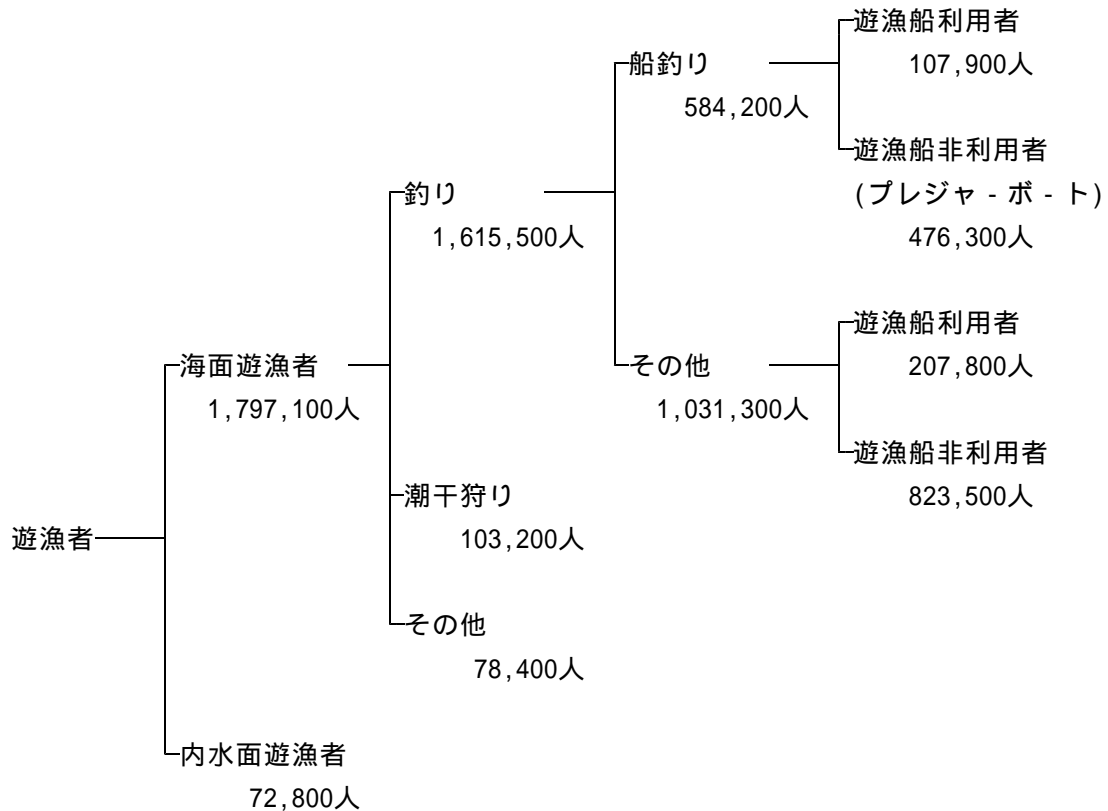 遊漁者
海面遊漁者
1,797,100人
釣り
1,615,500人
船釣り
584,200人
遊漁船利用者
107,900人
遊漁船非利用者
(プレジャ-ボ-ト)
476,300人
その他
1,031,300人
遊漁船利用者
207,800人
遊漁船非利用者
823,500人
潮干狩り
103,200人
その他
78,400人
内水面遊漁者
72,800人